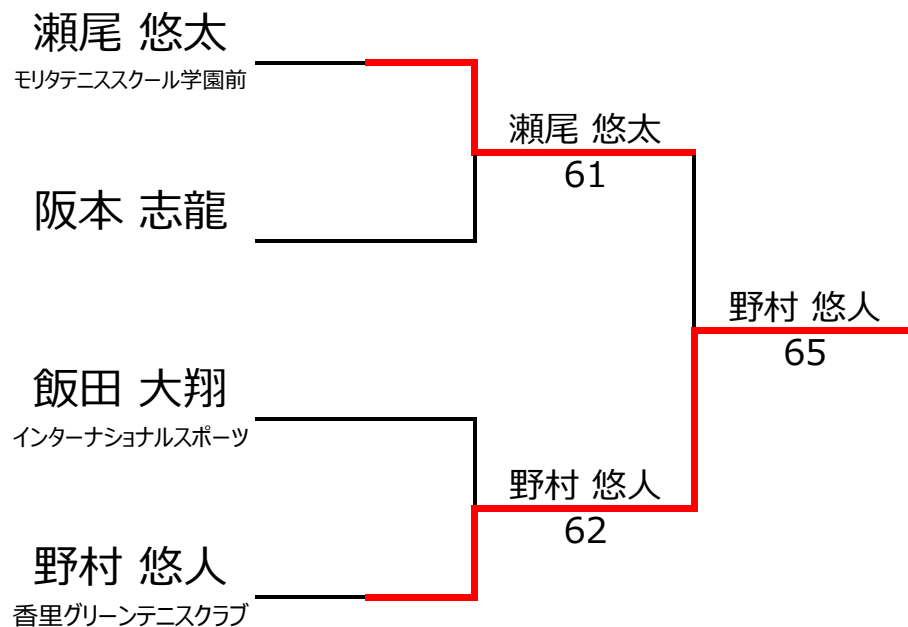 瀬尾 悠太
モリタテニススクール学園前
瀬尾 悠太
61
阪本 志龍
野村 悠人
65
飯田 大翔
インターナショナルスポーツ
野村 悠人
62
野村 悠人
香里グリーンテニスクラブ